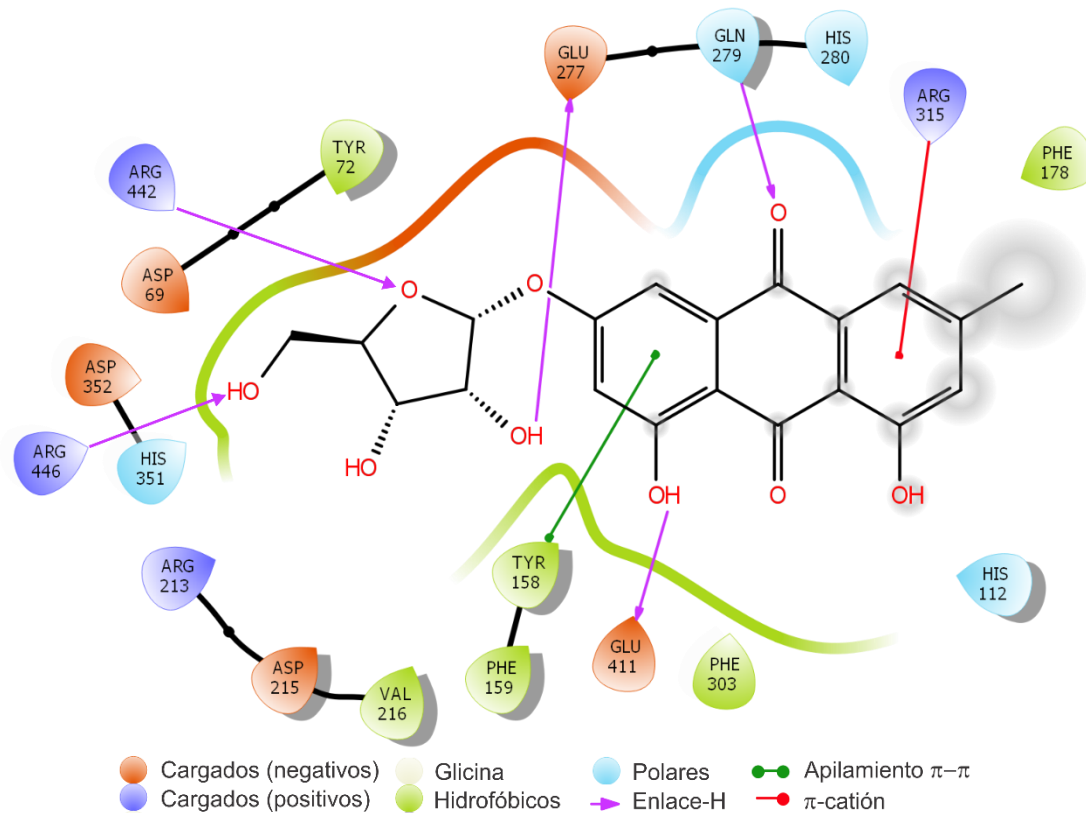 GLU
277
GLN
279
HIS
280
ARG
315
PHE
178
TYR
72
ARG
442
ASP
69
O
O
O
ASP
352
HO
ARG
446
HIS
351
HO
OH
OH
O
OH
ARG
213
TYR
158
HIS
112
ASP
215
VAL
216
PHE
159
GLU
411
PHE
303
Cargados (negativos)
Glicina
Polares
Apilamiento π–π
Cargados (positivos)
Hidrofóbicos
Enlace-H
π-catión